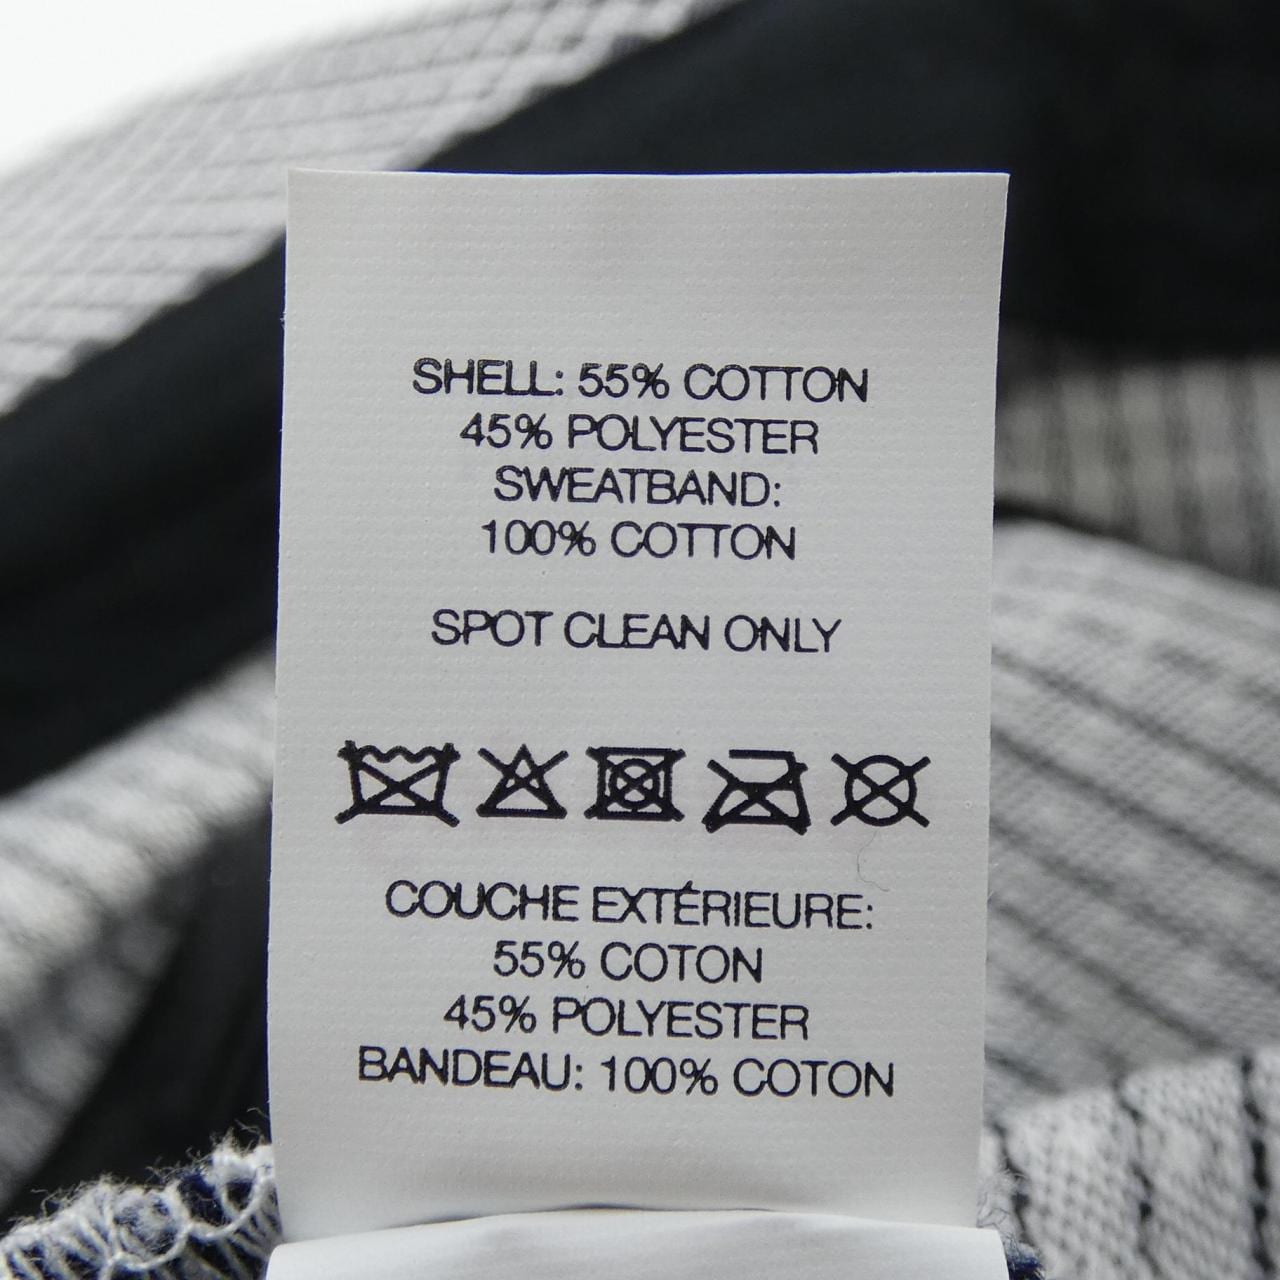 SHELL: 55% COTTON
45% POLYESTER
SWEATBAND:
100% COTTON
SPOT CLEAN ONLY
COUCHE EXTÉRIEURE:
55% COTON
45% POLYESTER
BANDEAU: 100% COTON